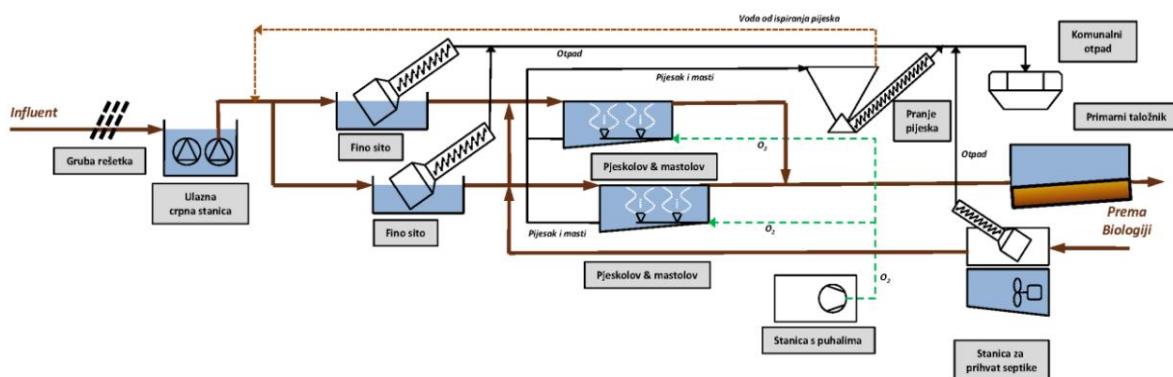 Voda od ispiranja pijeska
Otpad
Komunalni
otpad
Pijesak i masti
Influent
Gruba rešetka
Fino sito
Pranje
pijeska
Primarni taložnik
Ulazna
crpna stanica
O2
Pjeskolov & mastolov
Otpad
Fino sito
Pijesak i masti
O2
Prema
Biologiji
Pjeskolov & mastolov
O2
Stanica s puhalima
Stanica za
prihvat septike